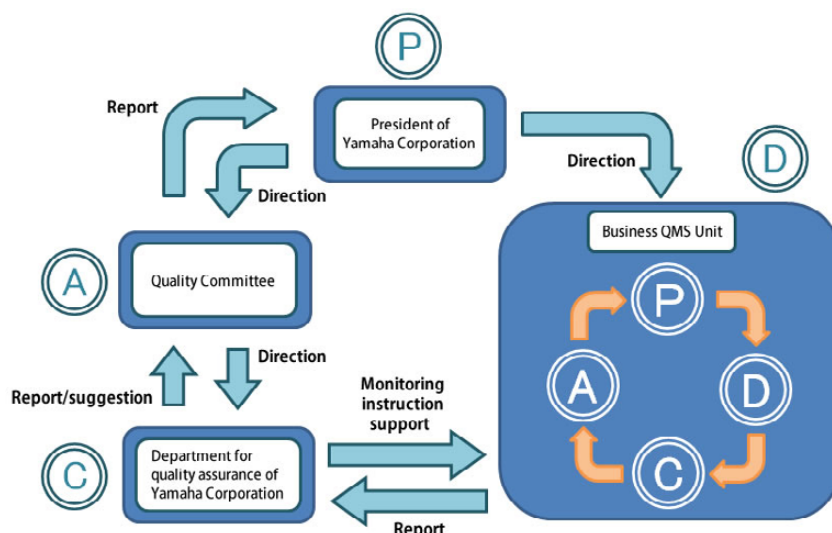 P
Report
President of
Yamaha Corporation
Direction
Direction
D
Business QMS Unit
A
Quality Committee
P
A
D
C
Direction
Report/suggestion
Monitoring
instruction
support
C
Department for
quality assurance of
Yamaha Corporation
Report